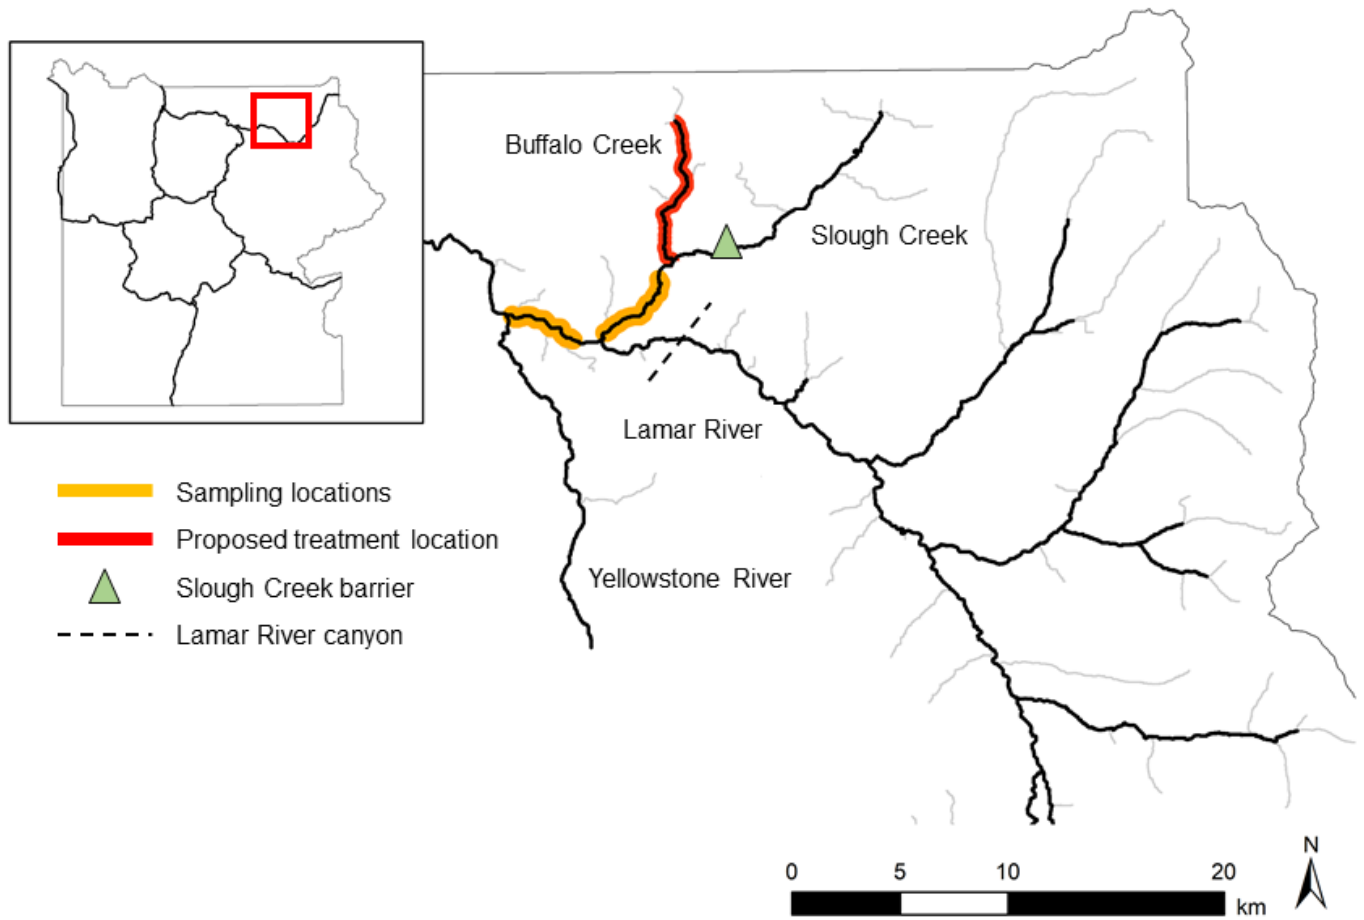 Buffalo Creek
Slough Creek
Lamar River
Yellowstone River
Sampling locations
Proposed treatment location
Slough Creek barrier
Lamar River canyon
N
0 5 10 20
km